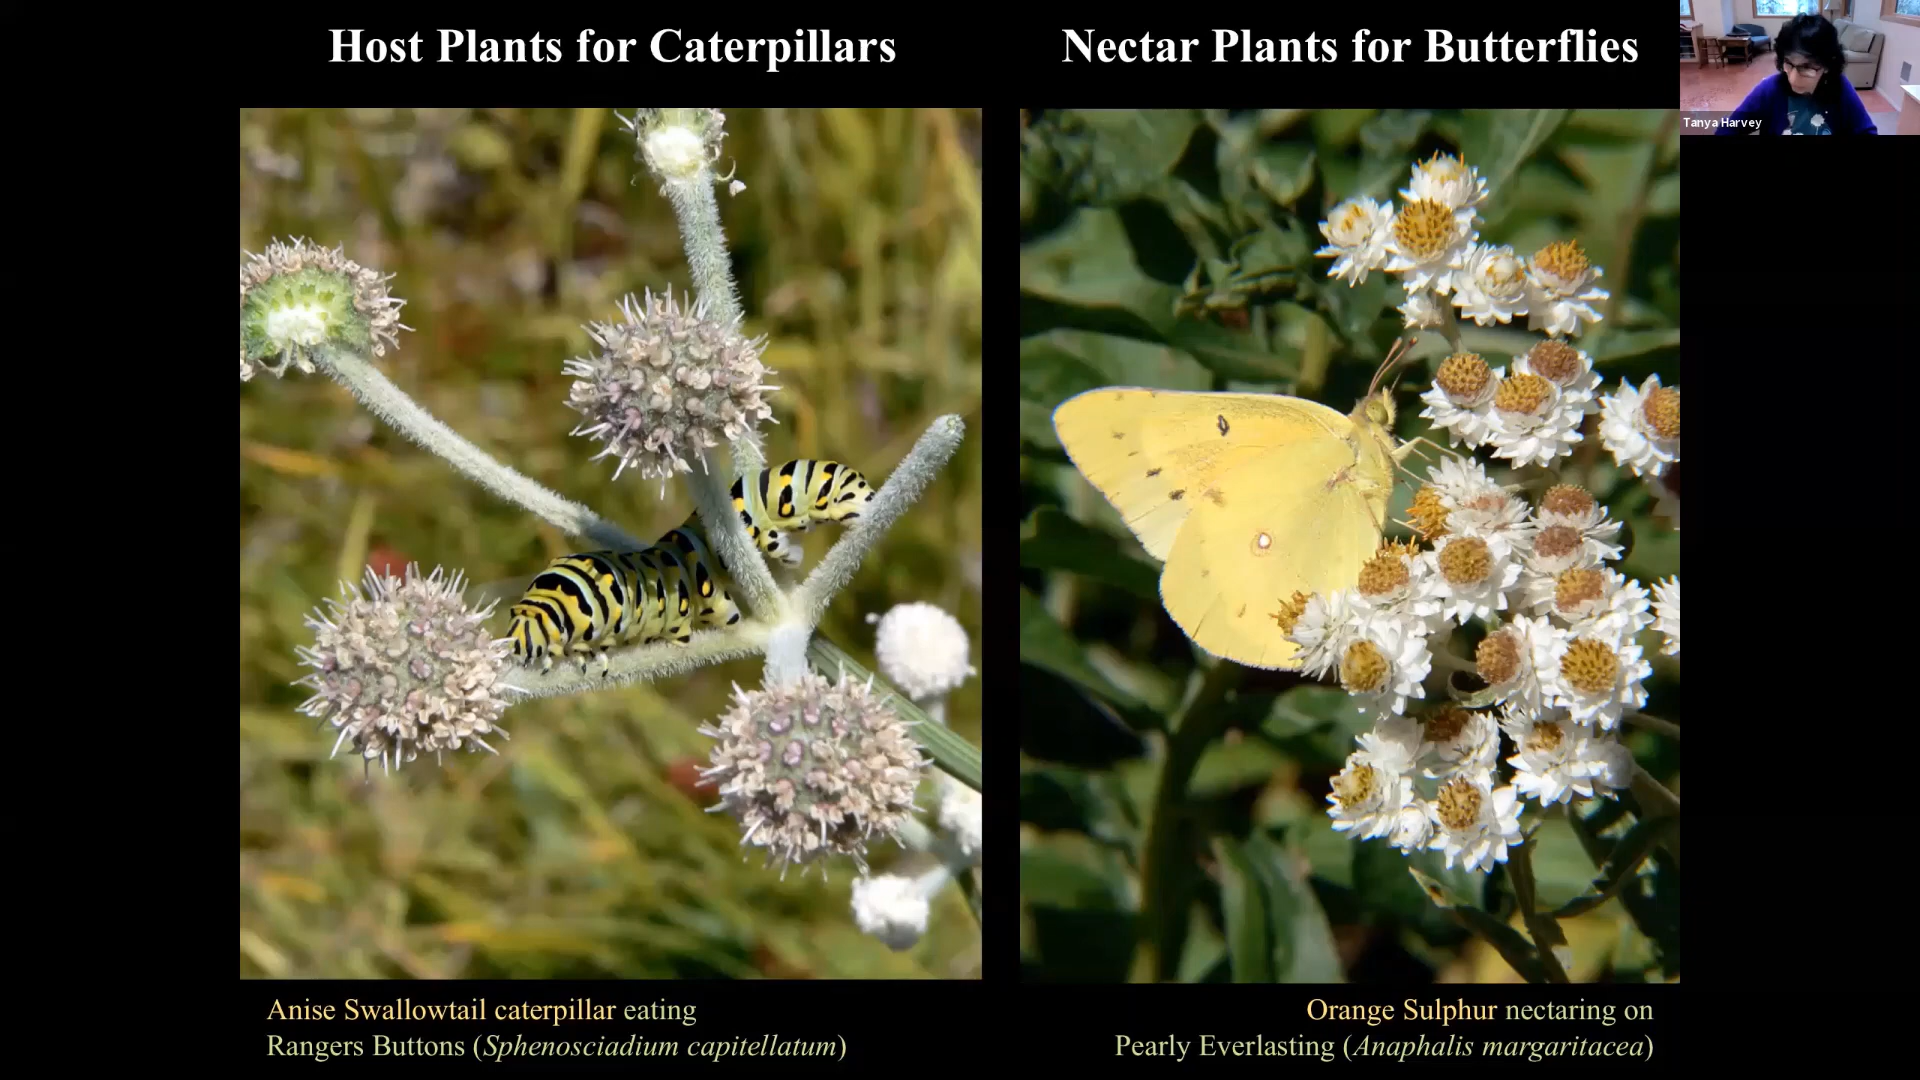 Host Plants for Caterpillars
Nectar Plants for Butterflies
Tanya Harvey
Anise Swallowtail caterpillar eating
Rangers Buttons (Sphenosciadium capitellatum)
Orange Sulphur nectaring on
Pearly Everlasting (Anaphalis margaritacea)